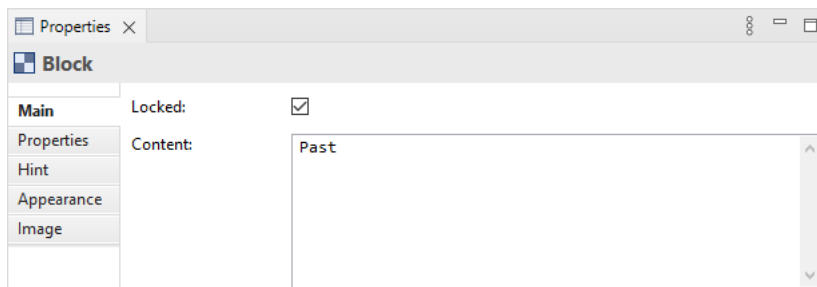 Properties
Block
Main
Locked:
Properties
Content:
Past
Hint
Appearance
Image